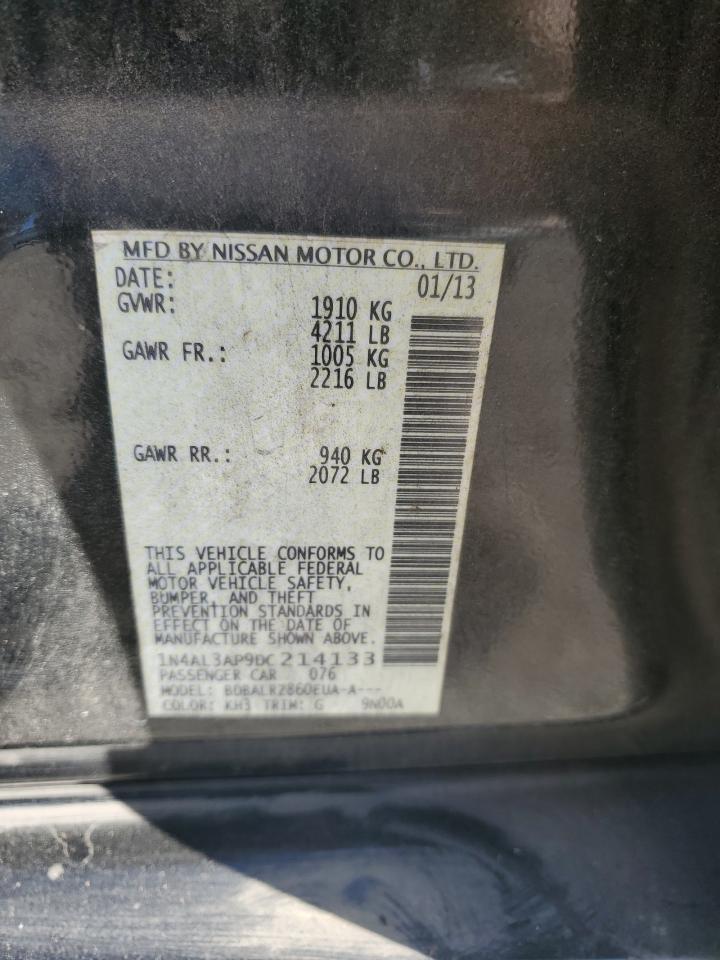 MFD BY NISSAN MOTOR CO., LTD.
DATE: 01/13
GVWR: 1910 KG
4211 LB
GAWR FR.: 1005 KG
2216 LB
GAWR RR.: 940 KG
2072 LB
THIS VEHICLE CONFORMS TO
ALL APPLICABLE FEDERAL
MOTOR VEHICLE SAFETY,
BUMPER, AND THEFT
PREVENTION STANDARDS IN
EFFECT ON THE DATE OF
MANUFACTURE SHOWN ABOVE.
1N4AL3AP9DC214133
PASSENGER CAR 076
MODEL: BDBALR2860EUA-A---
COLOR: KH3 TRIM: G 9N00A